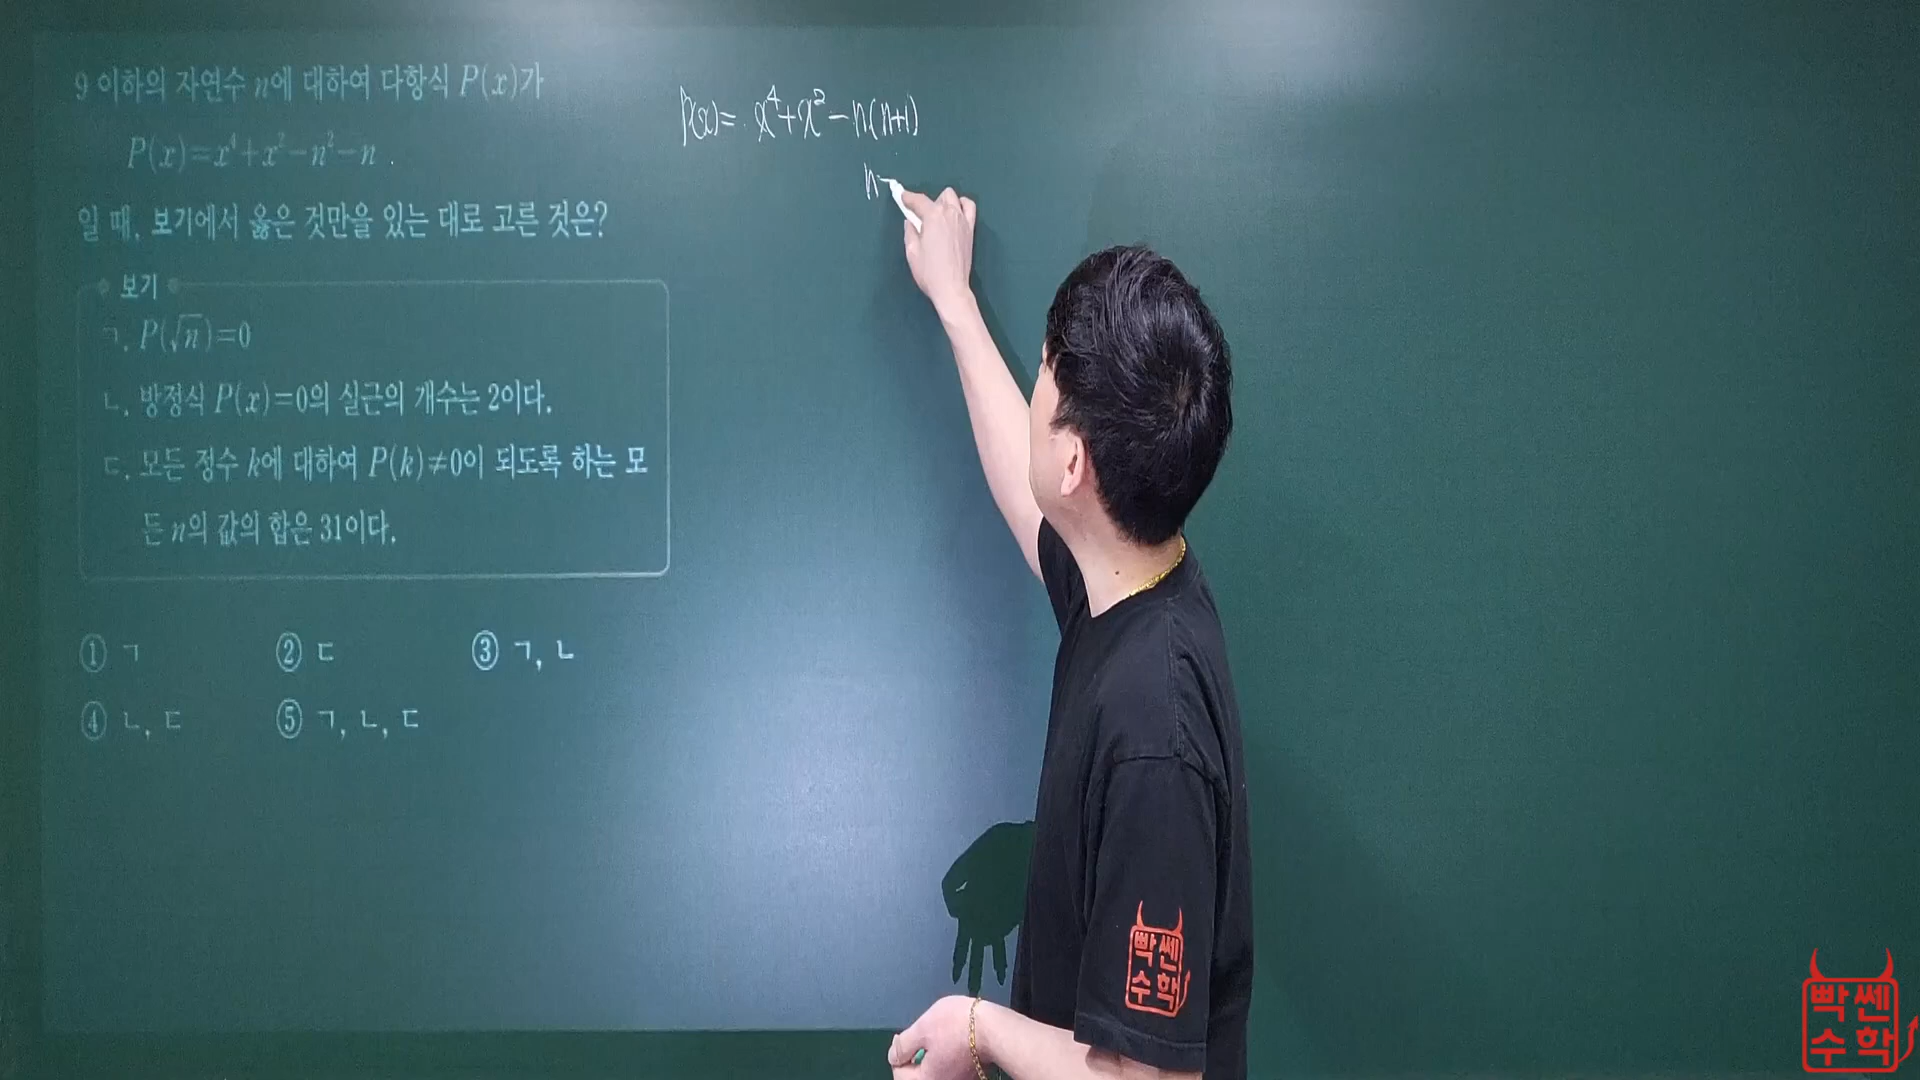 9 이하의 자연수 n에 대하여 다항식 P(x)가
P(x)=x⁴+x²-n²-n
일 때, 보기에서 옳은 것만을 있는 대로 고른 것은?
보기
ㄱ. P(√n)=0
ㄴ. 방정식 P(x)=0의 실근의 개수는 2이다.
ㄷ. 모든 정수 k에 대하여 P(k)≠0이 되도록 하는 모
든 n의 값의 합은 31이다.
① ㄱ ② ㄷ ③ ㄱ, ㄴ
④ ㄴ, ㄷ ⑤ ㄱ, ㄴ, ㄷ
P(x)= x⁴+x²-n(n+1)
n
빡쎈
수학
빡쎈
수학